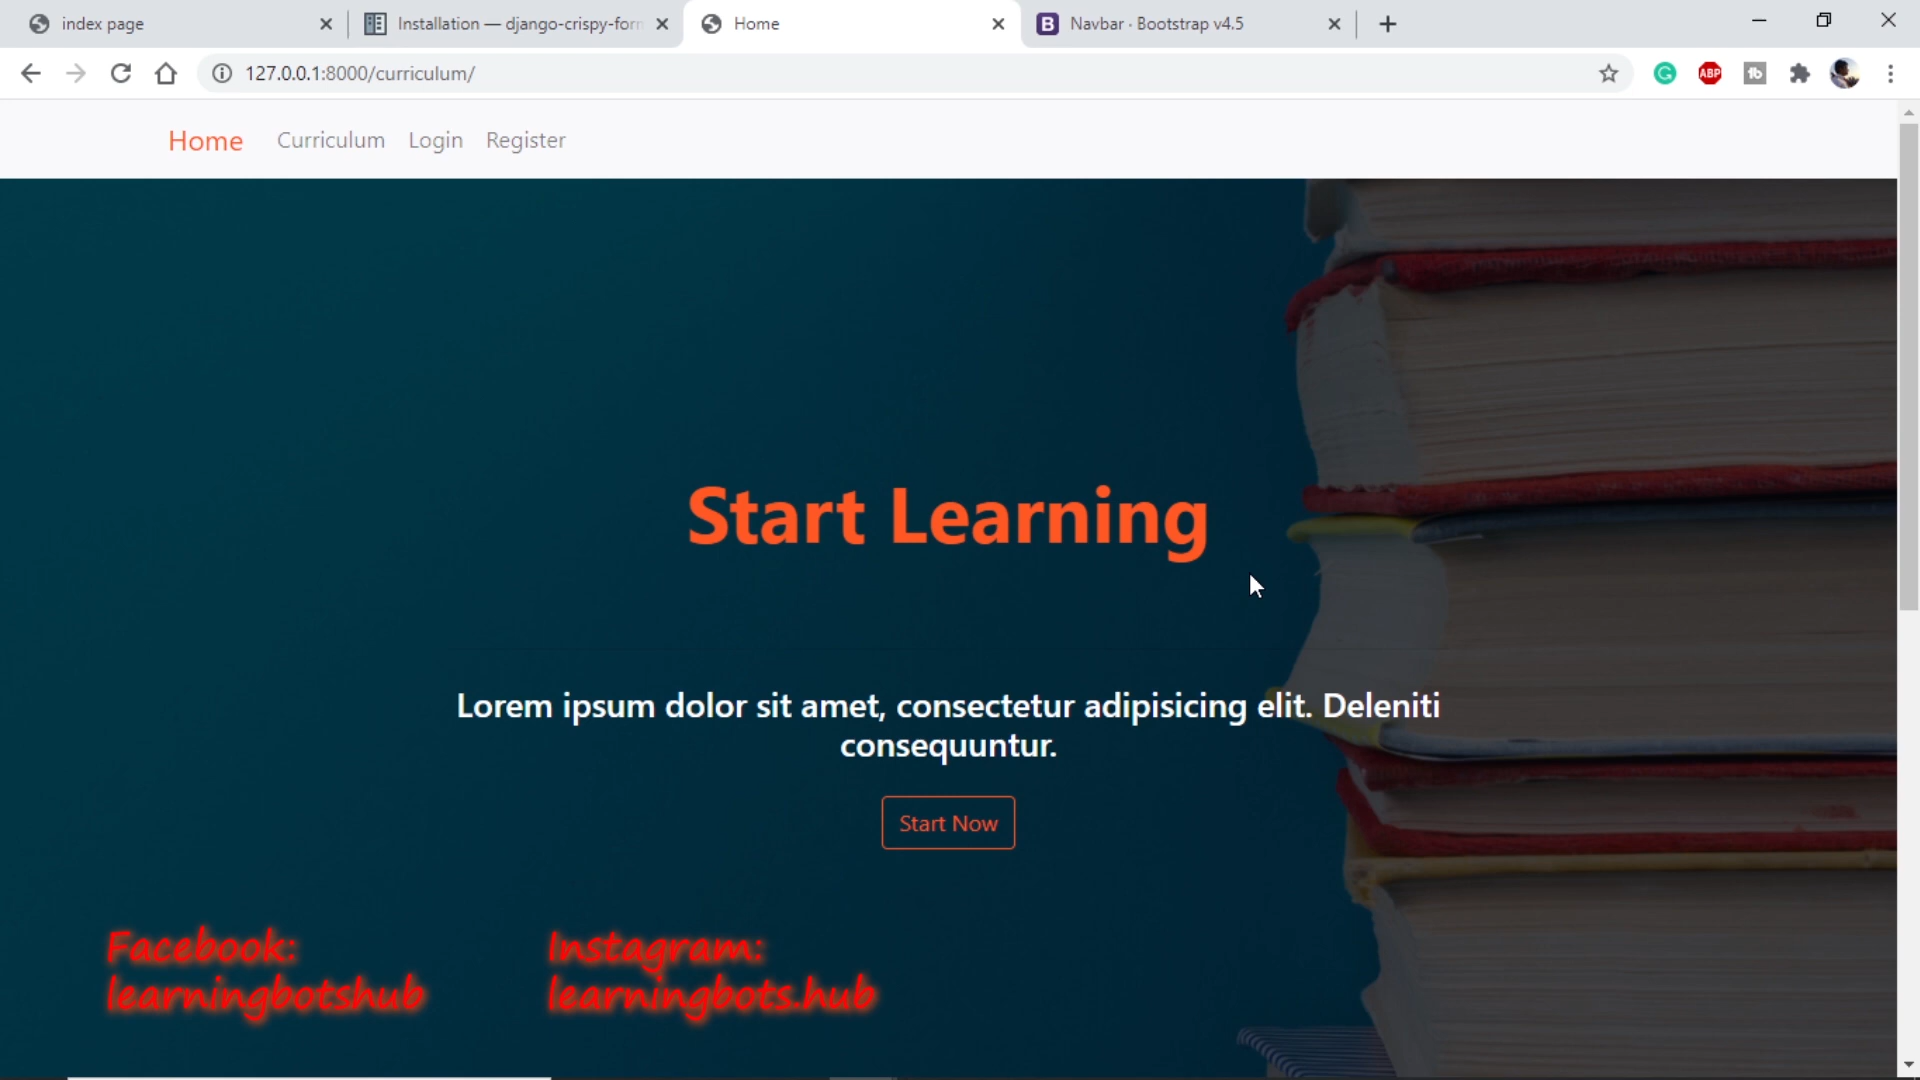 index page
Installation — django-crispy-forn
Home
B Navbar · Bootstrap v4.5
127.0.0.1:8000/curriculum/
ABP
Home Curriculum Login Register
Start Learning
Lorem ipsum dolor sit amet, consectetur adipisicing elit. Deleniti
consequuntur.
Start Now
Facebook:
learningbotshub
Instagram:
learningbots.hub